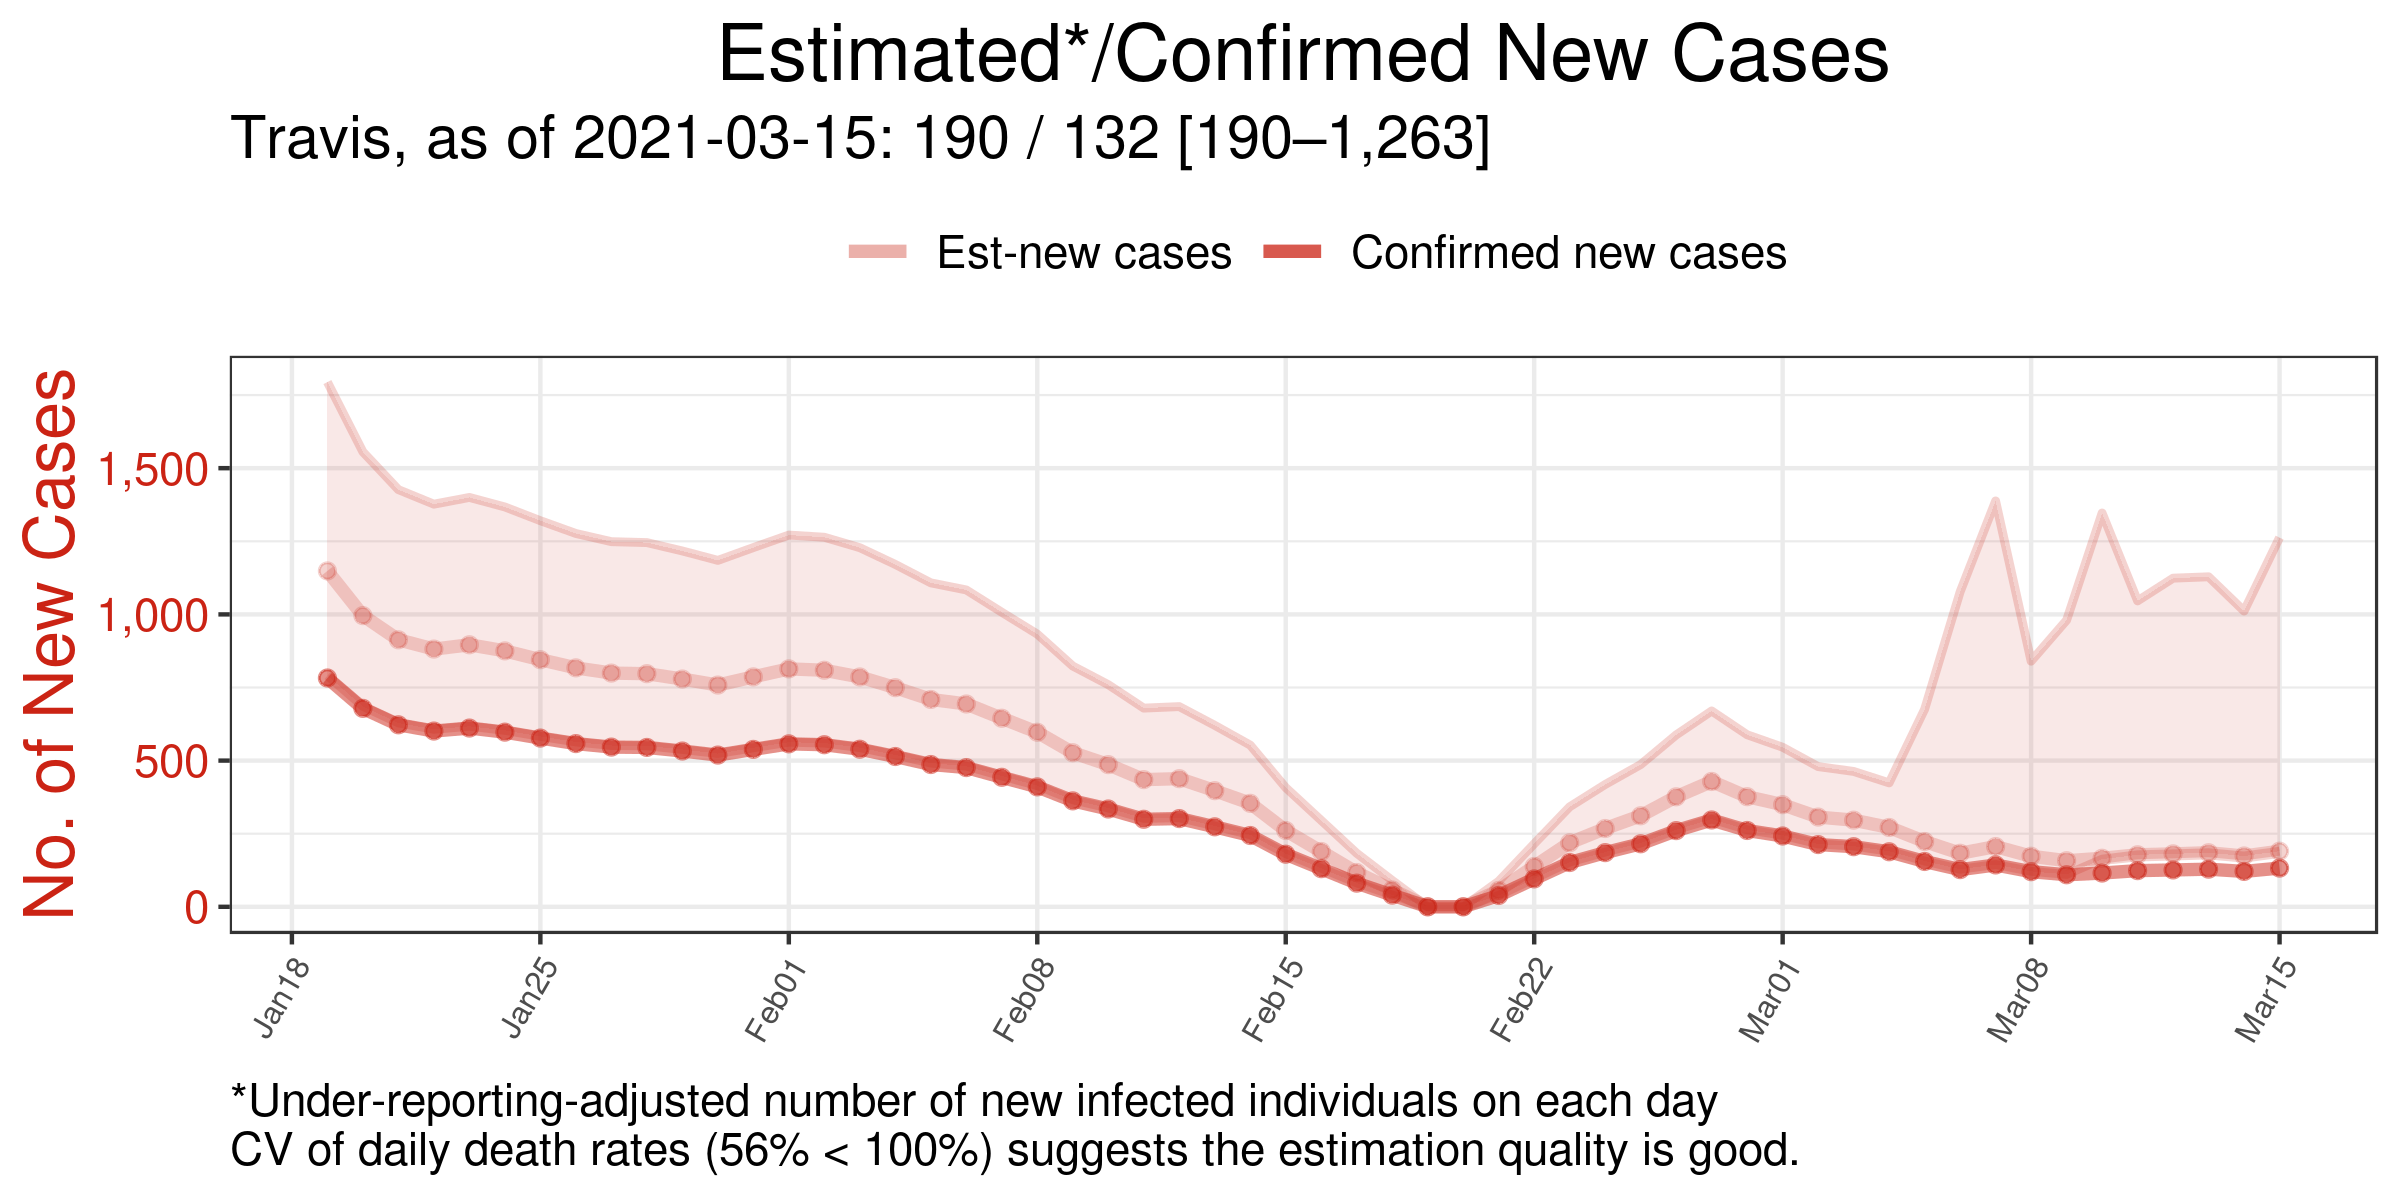 Estimated*/Confirmed New Cases
Travis, as of 2021-03-15: 190 / 132 [190–1,263]
Est-new cases
Confirmed new cases
No. of New Cases
1,500
1,000
500
0
Jan18
Jan25
Feb01
Feb08
Feb15
Feb22
Mar01
Mar08
Mar15
*Under-reporting-adjusted number of new infected individuals on each day
CV of daily death rates (56% < 100%) suggests the estimation quality is good.